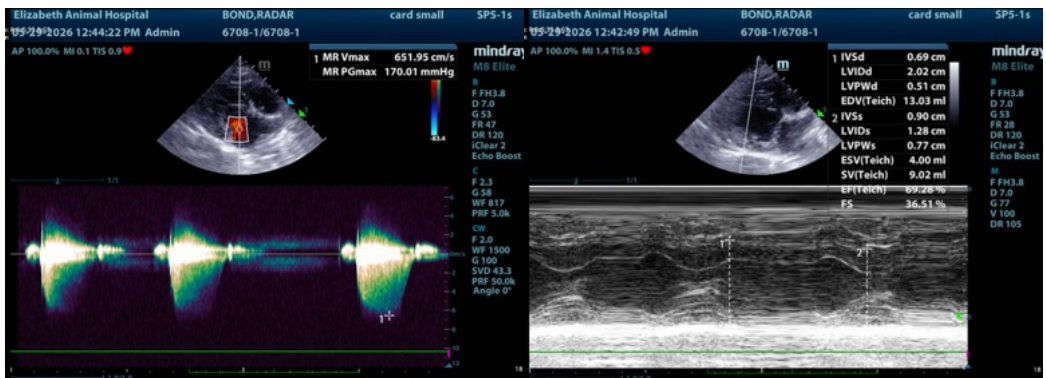 Elizabeth Animal Hospital BOND,RADAR card small SP5-1s
05-29-2026 12:44:22 PM Admin 6708-1/6708-1
AP 100.0% MI 0.1 TIS 0.9
mindray
M8 Elite
1 MR Vmax 651.95 cm/s
MR PGmax 170.01 mmHg
m
B
F FH3.8
D 7.0
G 53
FR 47
DR 120
iClear 2
Echo Boost
-83.4
C
F 2.3
G 58
WF 817
PRF 5.0k
CW
F 2.0
WF 1500
G 100
SVD 43.3
PRF 50.0k
Angle 0°
1/1
1
Elizabeth Animal Hospital BOND,RADAR card small SP5-1s
05-29-2026 12:42:49 PM Admin 6708-1/6708-1
AP 100.0% MI 1.4 TIS 0.5
mindray
M8 Elite
m
1 IVSd 0.69 cm
LVIDd 2.02 cm
LVPWd 0.51 cm
EDV(Teich) 13.03 ml
2 IVSs 0.90 cm
LVIDs 1.28 cm
LVPWs 0.77 cm
ESV(Teich) 4.00 ml
SV(Teich) 9.02 ml
EF(Teich) 69.28 %
FS 36.51 %
B
F FH3.8
D 7.0
G 53
FR 28
DR 120
iClear 2
Echo Boost
M
F FH3.8
D 7.0
G 77
V 100
DR 105
1/1
1
2